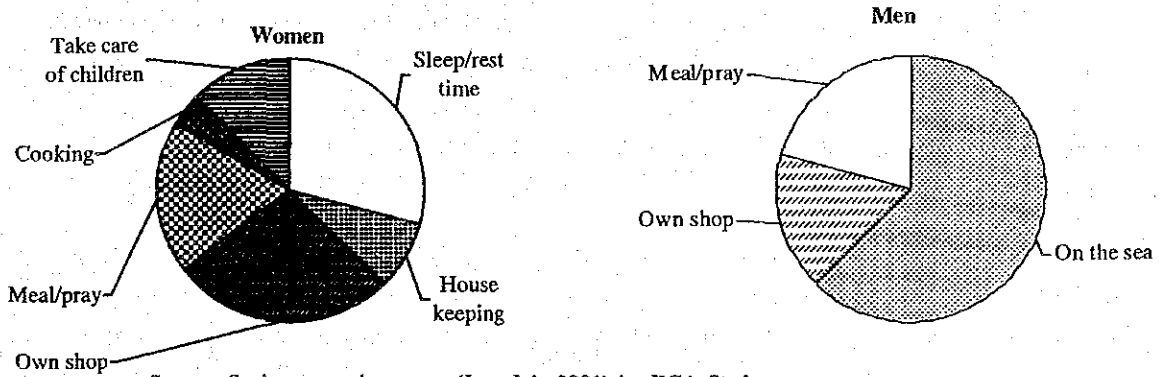 Women
Take care
of children
Sleep/rest
time
Cooking
Meal/pray
House
keeping
Own shop
Men
Meal/pray
Own shop
On the sea